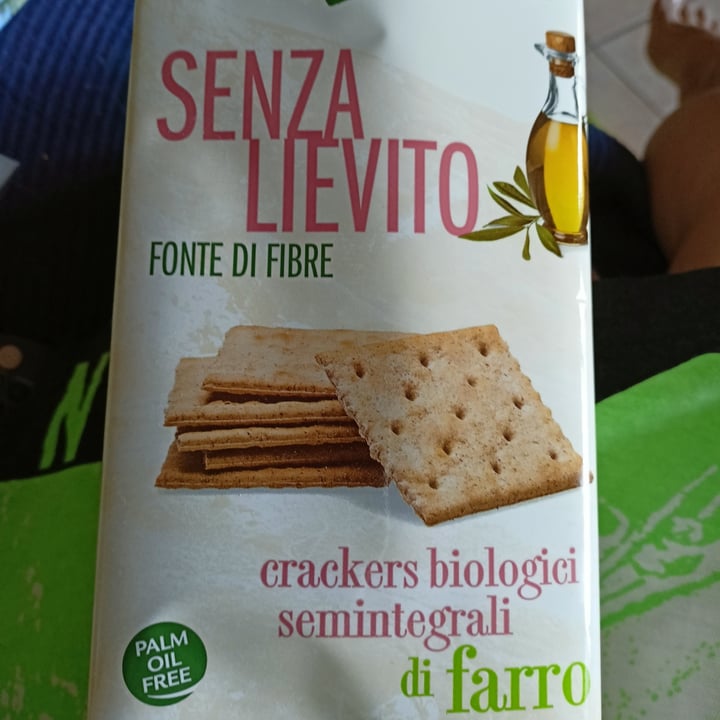 SENZA
LIEVITO
FONTE DI FIBRE
crackers biologici
semintegrali
di farro
PALM
OIL
FREE
N